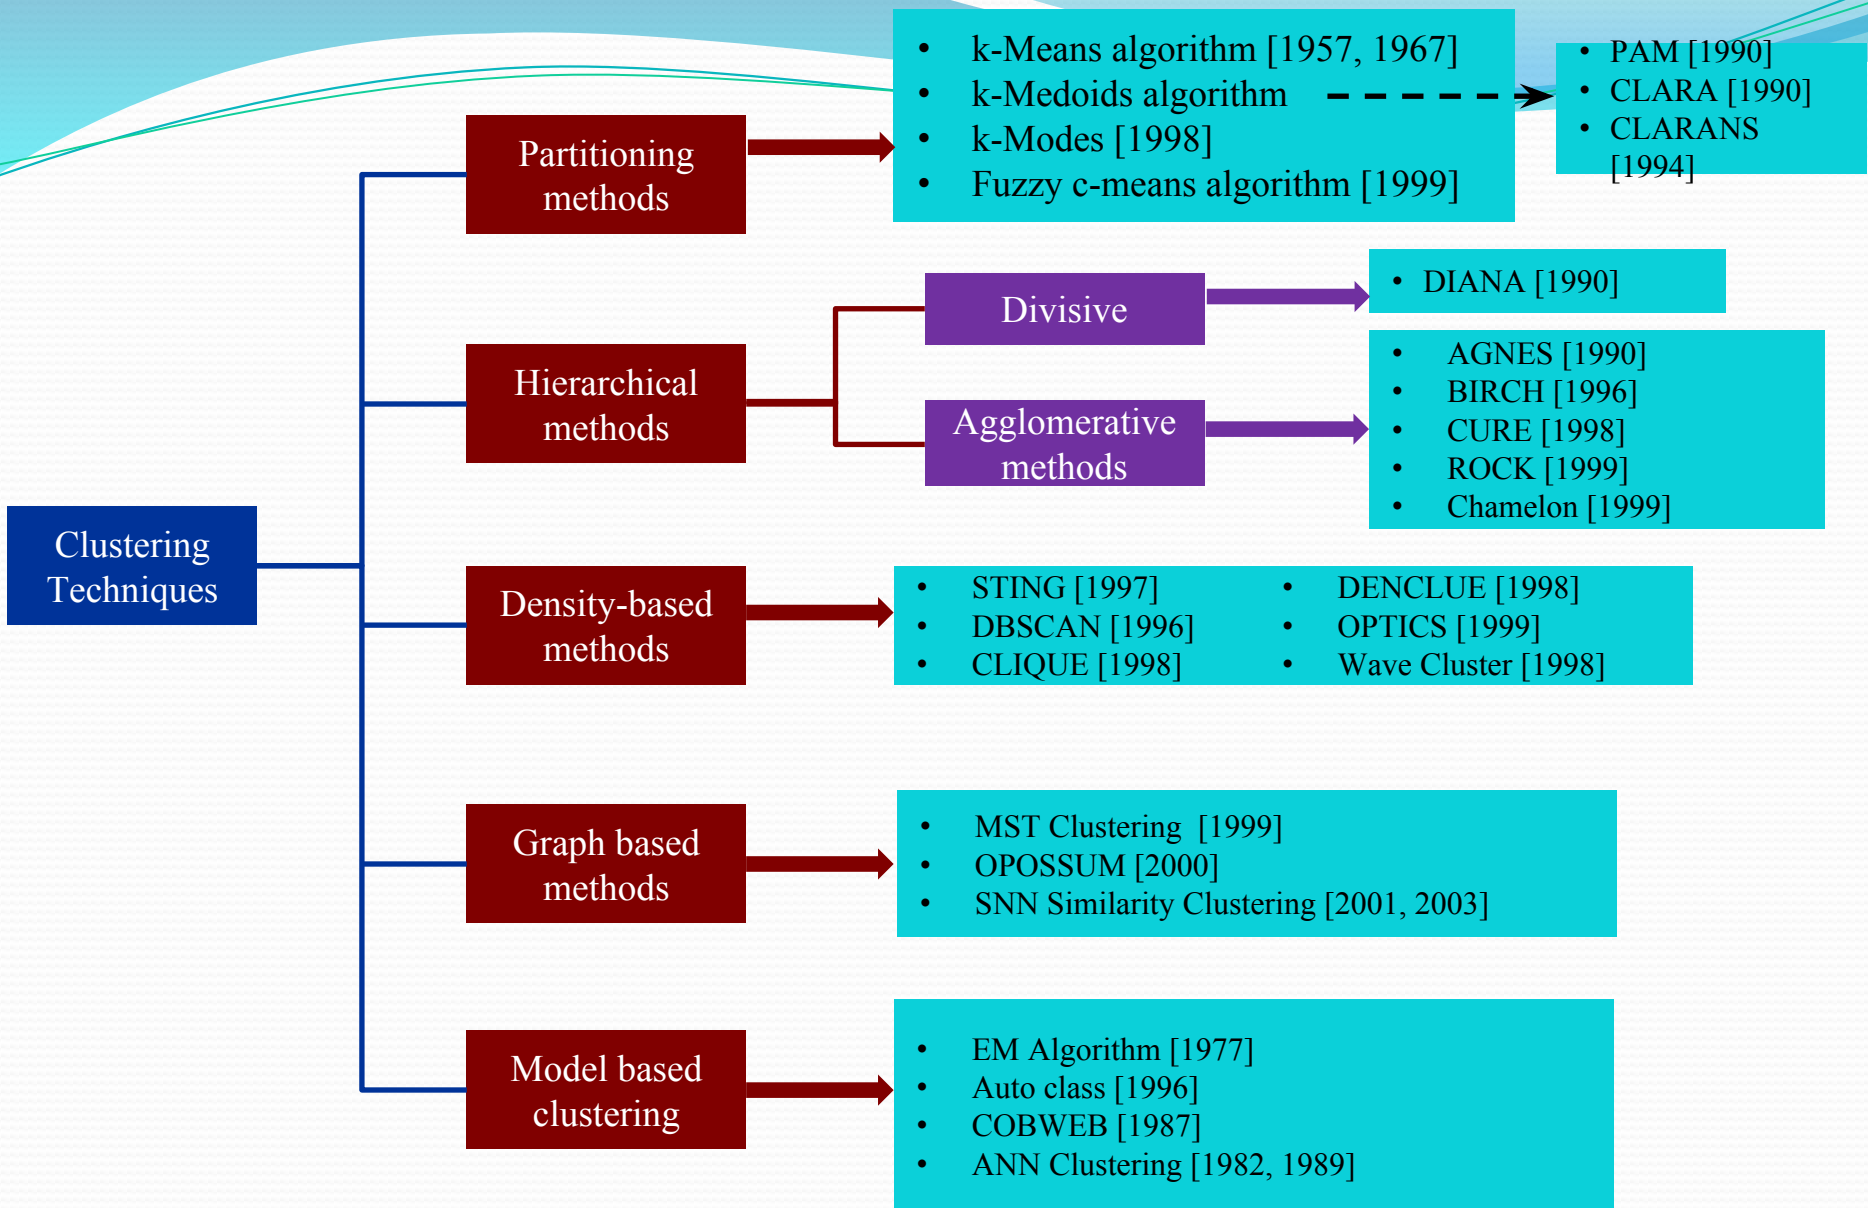 • k-Means algorithm [1957, 1967]
• k-Medoids algorithm
• k-Modes [1998]
• Fuzzy c-means algorithm [1999]
• PAM [1990]
• CLARA [1990]
• CLARANS
[1994]
Partitioning
methods
Divisive
• DIANA [1990]
Hierarchical
methods
Agglomerative
methods
• AGNES [1990]
• BIRCH [1996]
• CURE [1998]
• ROCK [1999]
• Chamelon [1999]
Clustering
Techniques
Density-based
methods
• STING [1997]
• DBSCAN [1996]
• CLIQUE [1998]
• DENCLUE [1998]
• OPTICS [1999]
• Wave Cluster [1998]
Graph based
methods
• MST Clustering [1999]
• OPOSSUM [2000]
• SNN Similarity Clustering [2001, 2003]
Model based
clustering
• EM Algorithm [1977]
• Auto class [1996]
• COBWEB [1987]
• ANN Clustering [1982, 1989]